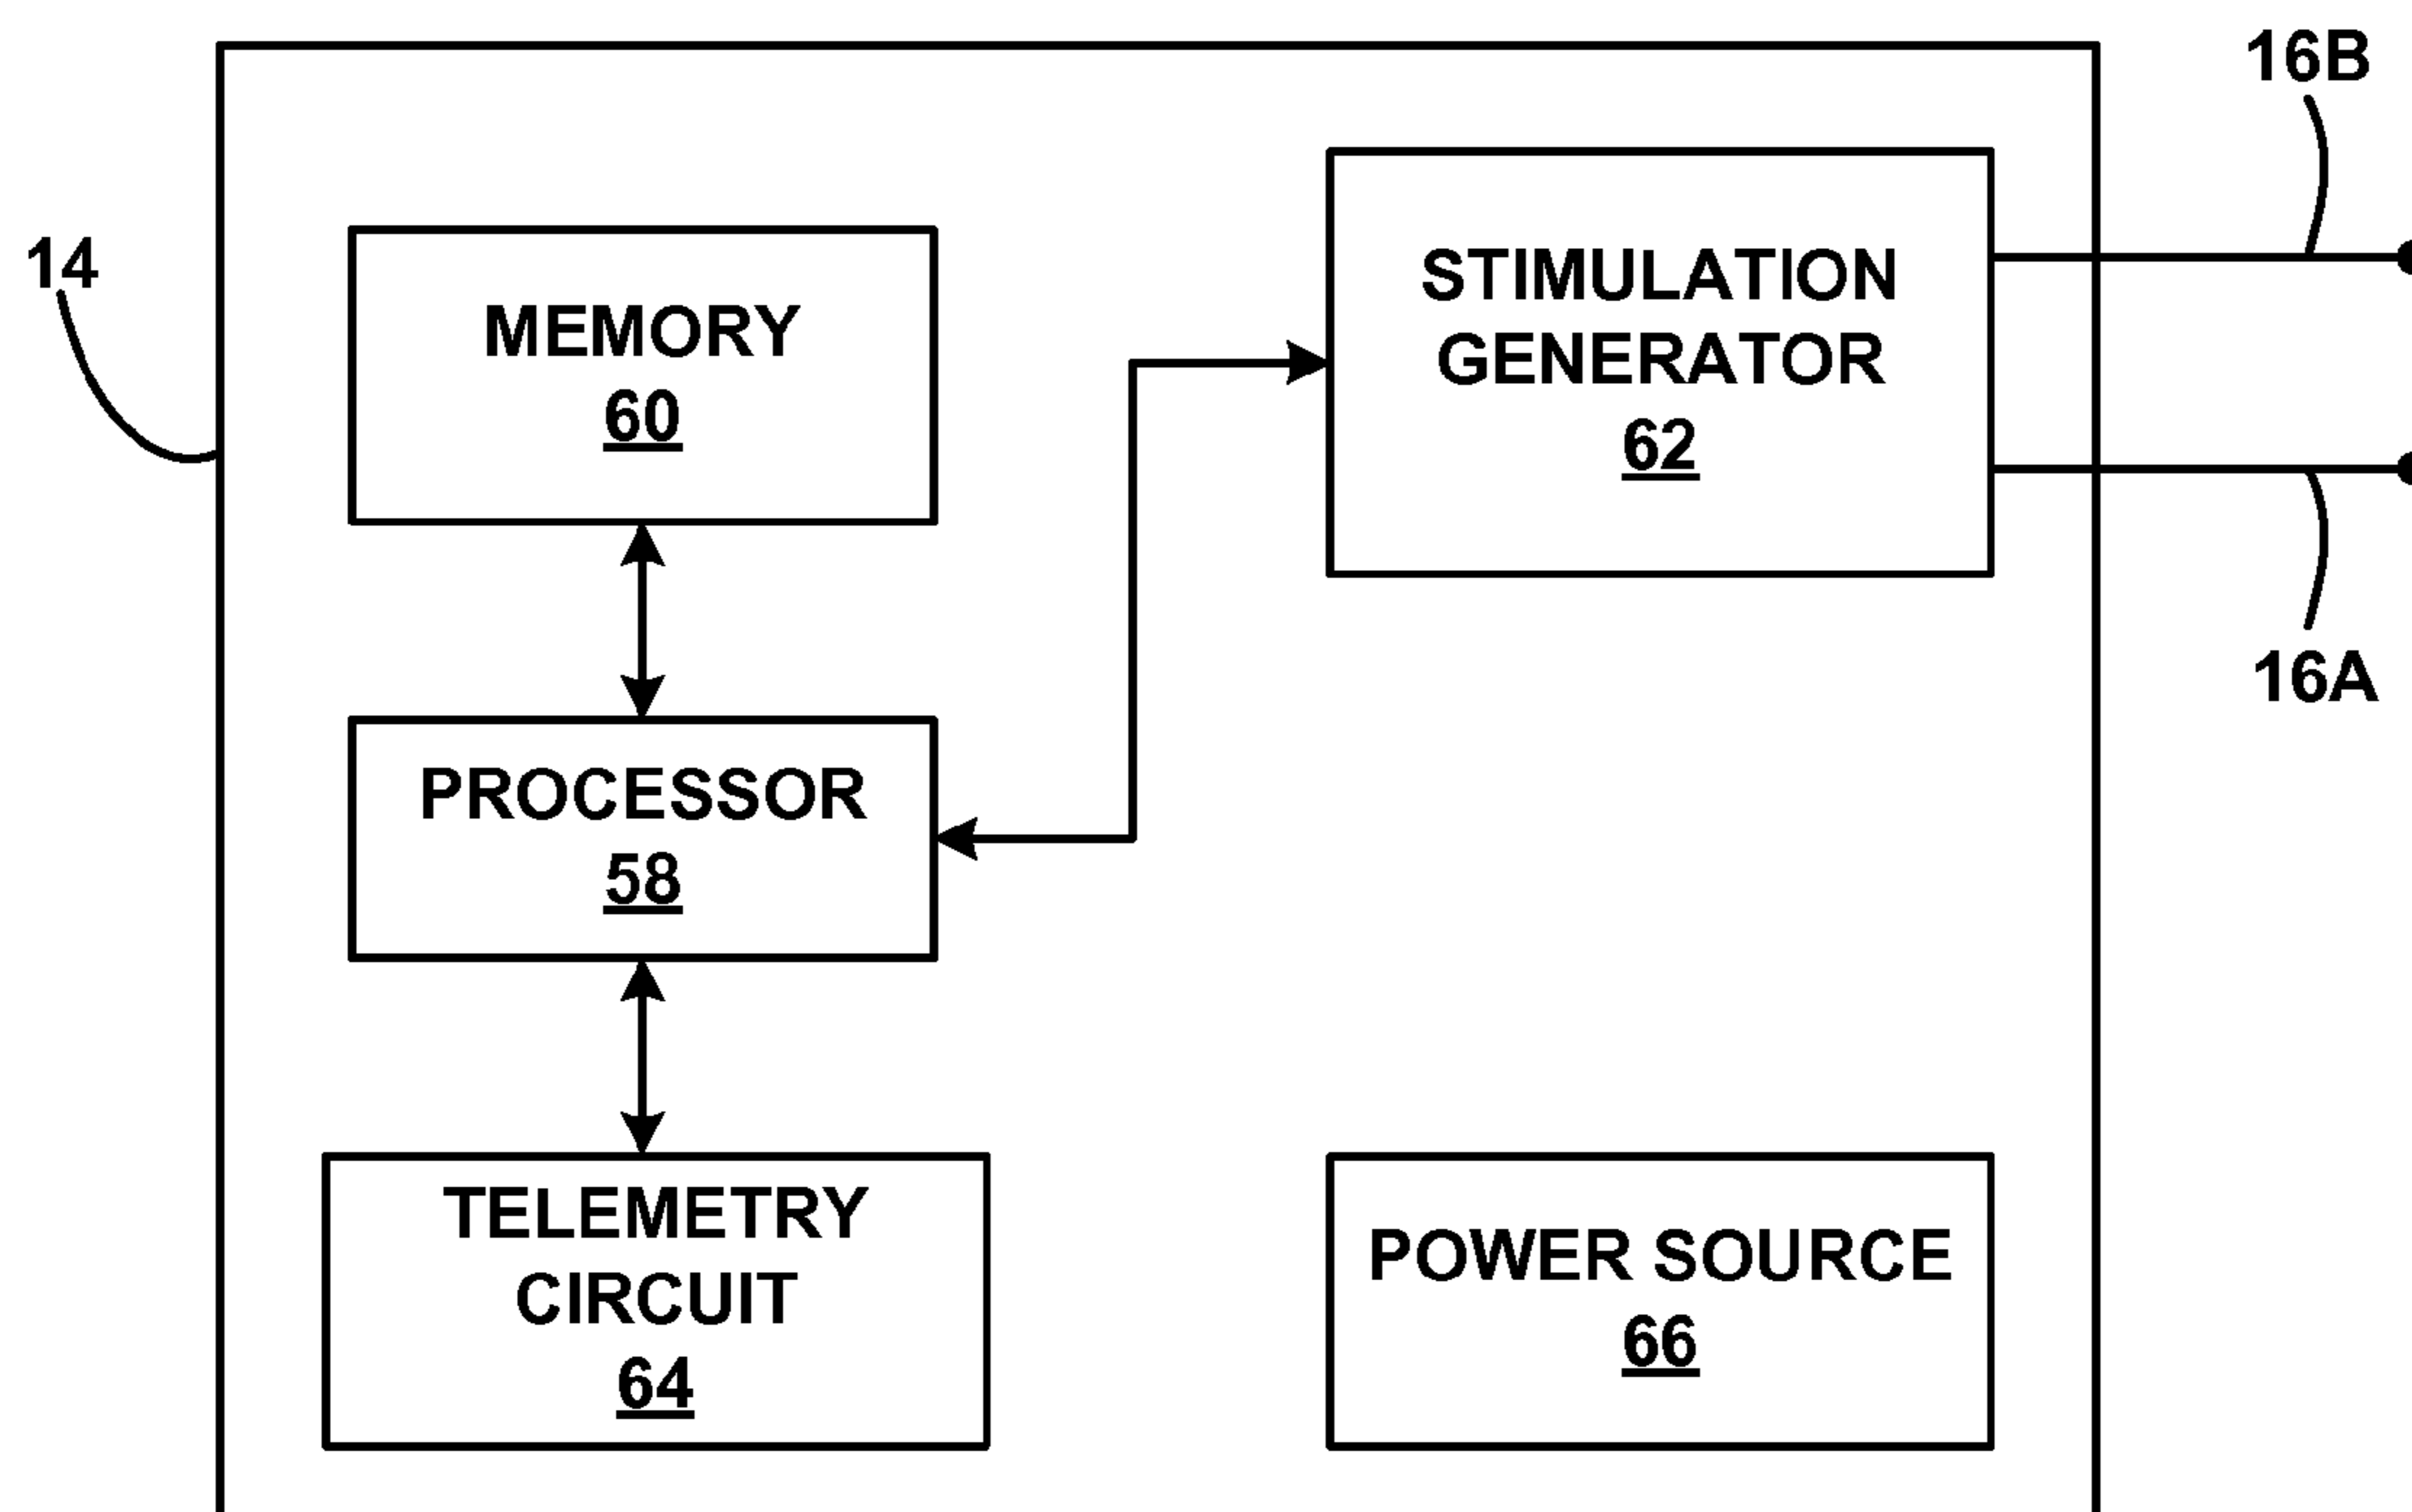 16B
14
MEMORY
60
STIMULATION
GENERATOR
62
16A
PROCESSOR
58
TELEMETRY
CIRCUIT
64
POWER SOURCE
66